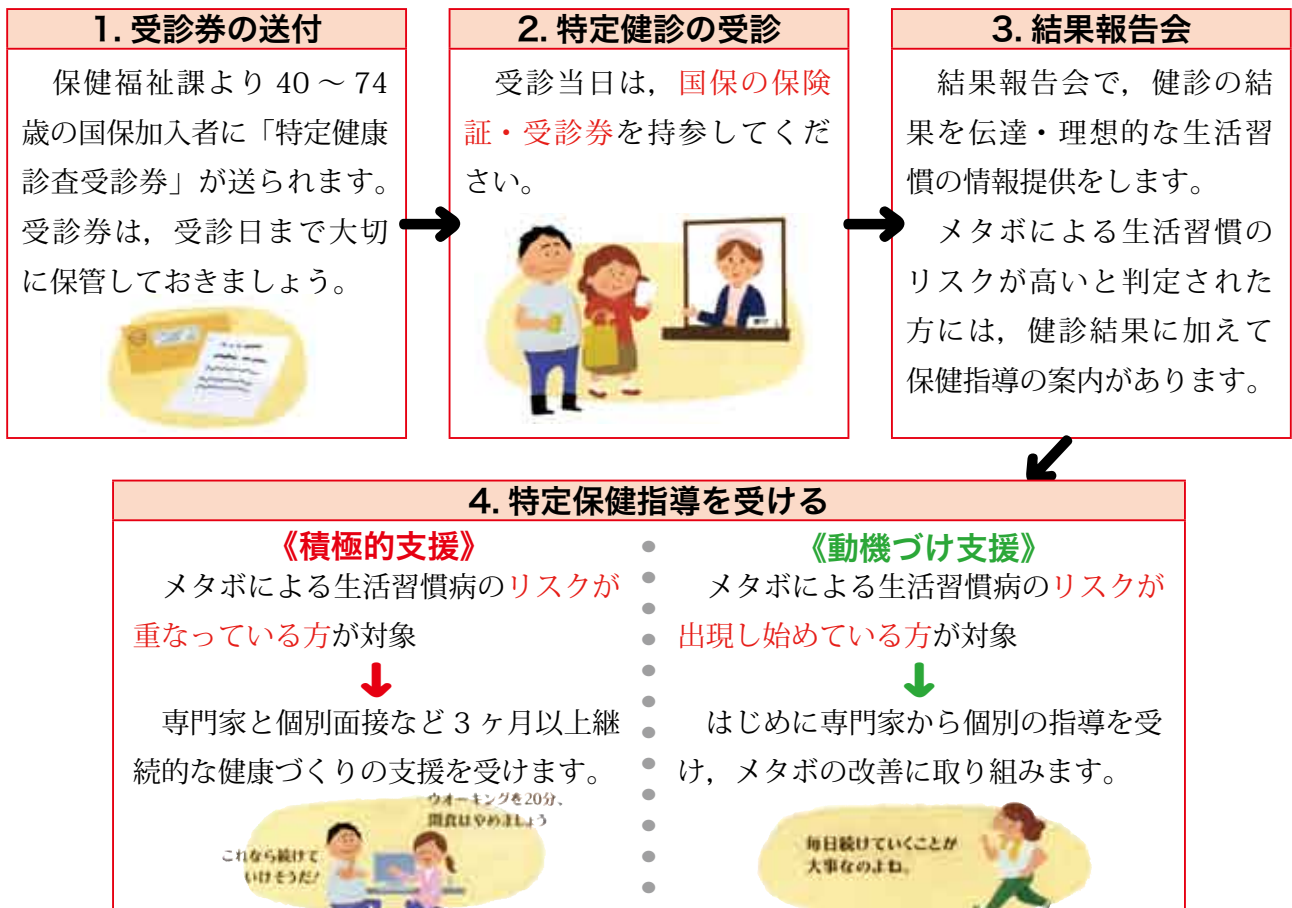 1. 受診券の送付
保健福祉課より 40 ～ 74
歳の国保加入者に「特定健康
診査受診券」が送られます。
受診券は，受診日まで大切
に保管しておきましょう。
2. 特定健診の受診
受診当日は，国保の保険
証・受診券を持参してくだ
さい。
3. 結果報告会
結果報告会で，健診の結
果を伝達・理想的な生活習
慣の情報提供をします。
メタボによる生活習慣の
リスクが高いと判定された
方には，健診結果に加えて
保健指導の案内があります。
4. 特定保健指導を受ける
《積極的支援》
メタボによる生活習慣病のリスクが
重なっている方が対象
専門家と個別面接など 3 ヶ月以上継
続的な健康づくりの支援を受けます。
ウオーキングを20分、
間食はやめましょう
これなら続けて
いけそうだ!
《動機づけ支援》
メタボによる生活習慣病のリスクが
出現し始めている方が対象
はじめに専門家から個別の指導を受
け，メタボの改善に取り組みます。
毎日続けていくことが
大事なのよね。